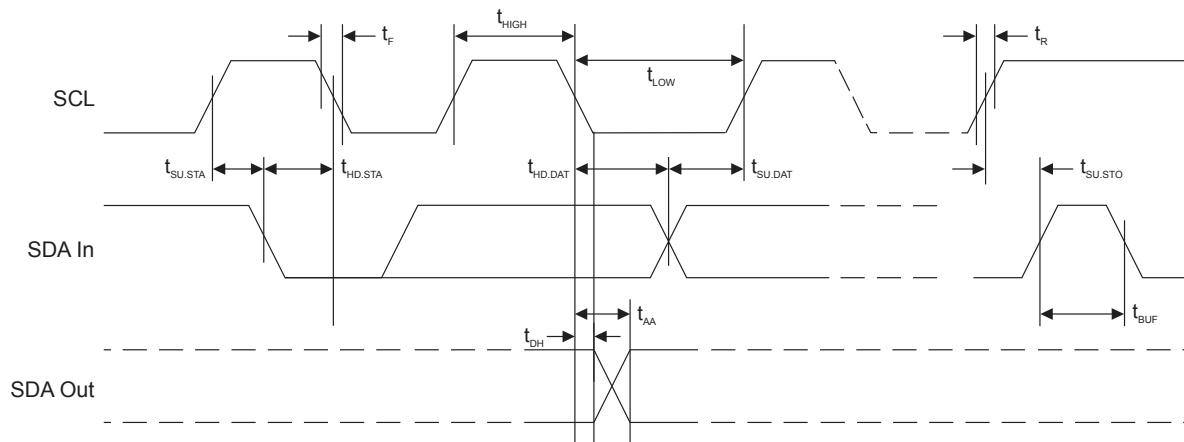 tHIGH
tF
tR
SCL
tLOW
tSU.STA
tHD.STA
tHD.DAT
tSU.DAT
tSU.STO
SDA In
tAA
tBUF
tDH
SDA Out